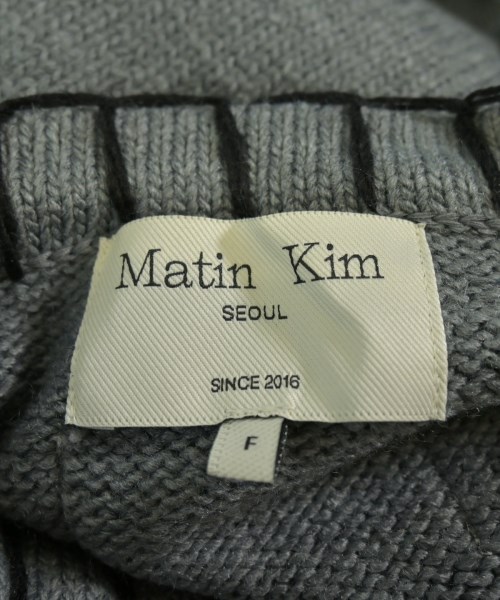 Matin Kim
SEOUL
SINCE 2016
F